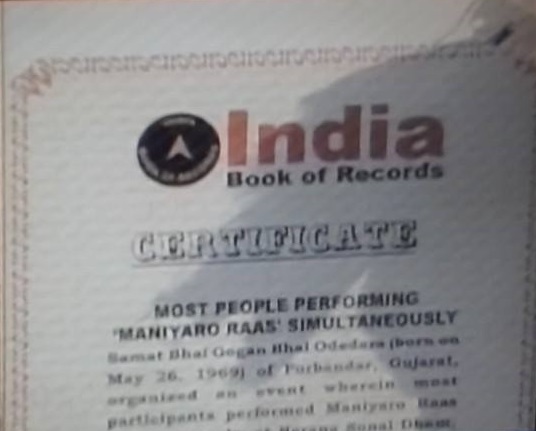 India
Book of Records
CERTIFICATE
MOST PEOPLE PERFORMING
'MANIYARO RAAS' SIMULTANEOUSLY
Samat Bhai Gogan Bhai Odedara (born on
May 26, 1969) of Porbandar, Gujarat,
organized an event wherein most
participants performed Maniyaro Raas